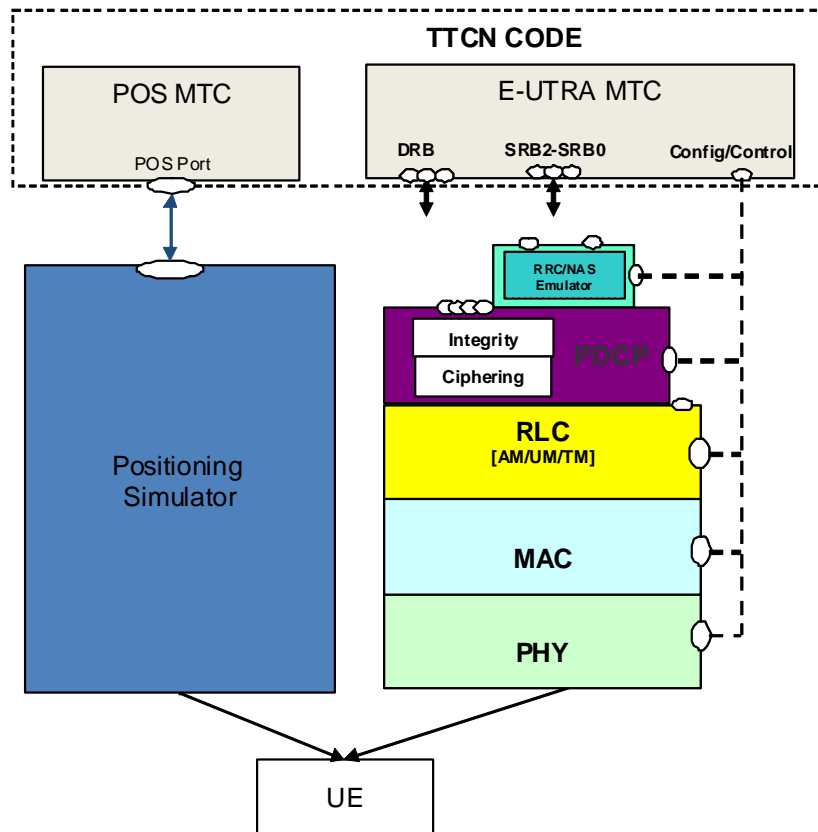 TTCN CODE
POS MTC
E-UTRA MTC
DRB
SRB2-SRB0
Config/Control
POS Port
RRC/NAS
Emulator
Integrity
PDCP
Ciphering
RLC
[AM/UM/TM]
Positioning
Simulator
MAC
PHY
UE